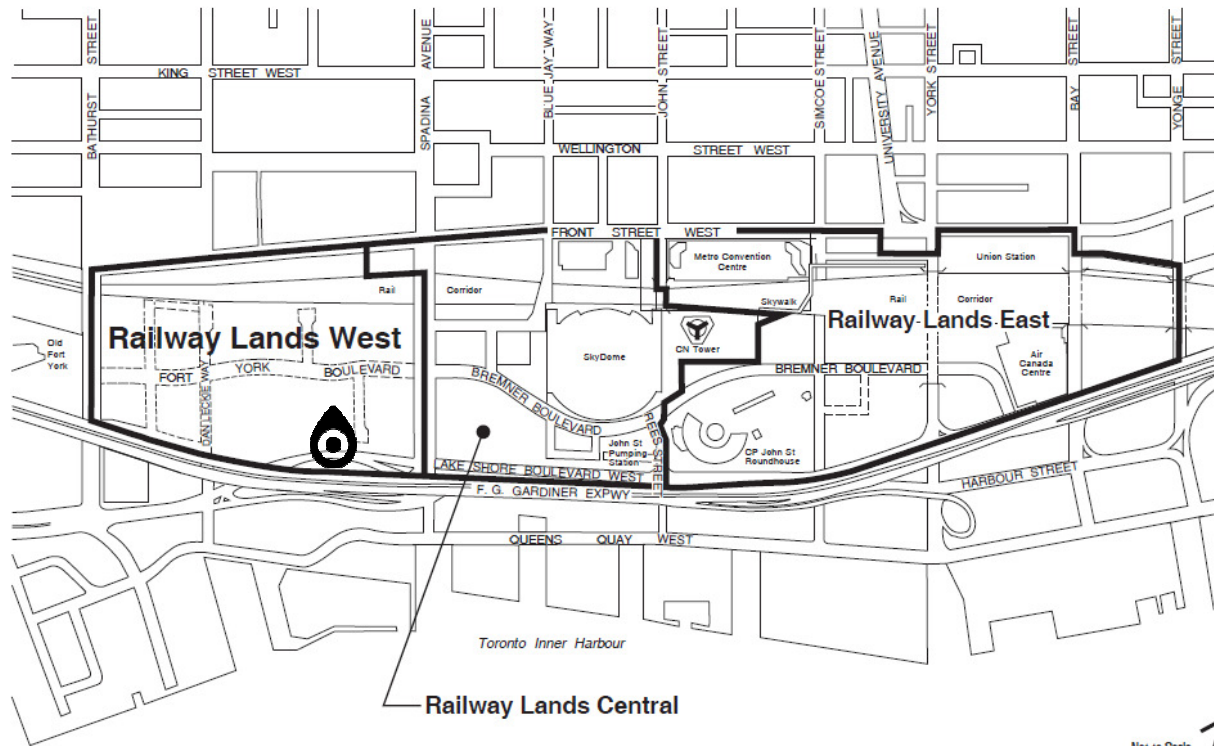 BATHURST STREET
SPADINA AVENUE
BLUE JAY WAY
JOHN STREET
SIMCOE STREET
UNIVERSITY AVENUE
YORK STREET
BAY STREET
YONGE STREET
KING STREET WEST
WELLINGTON STREET WEST
FRONT STREET WEST
Metro Convention
Centre
Union Station
Rail Corridor
Skywalk
Rail Corridor
Railway Lands West
Railway Lands East
Old
Fort
York
SkyDome
CN Tower
Air
Canada
Centre
FORT YORK BOULEVARD
BREMNER BOULEVARD
BREMNER BOULEVARD
DAN LECKIE WAY
REES STREET
John St
Pumping
Station
CP John St
Roundhouse
LAKE SHORE BOULEVARD WEST
F. G. GARDINER EXPWY
HARBOUR STREET
QUEENS QUAY WEST
Toronto Inner Harbour
Railway Lands Central